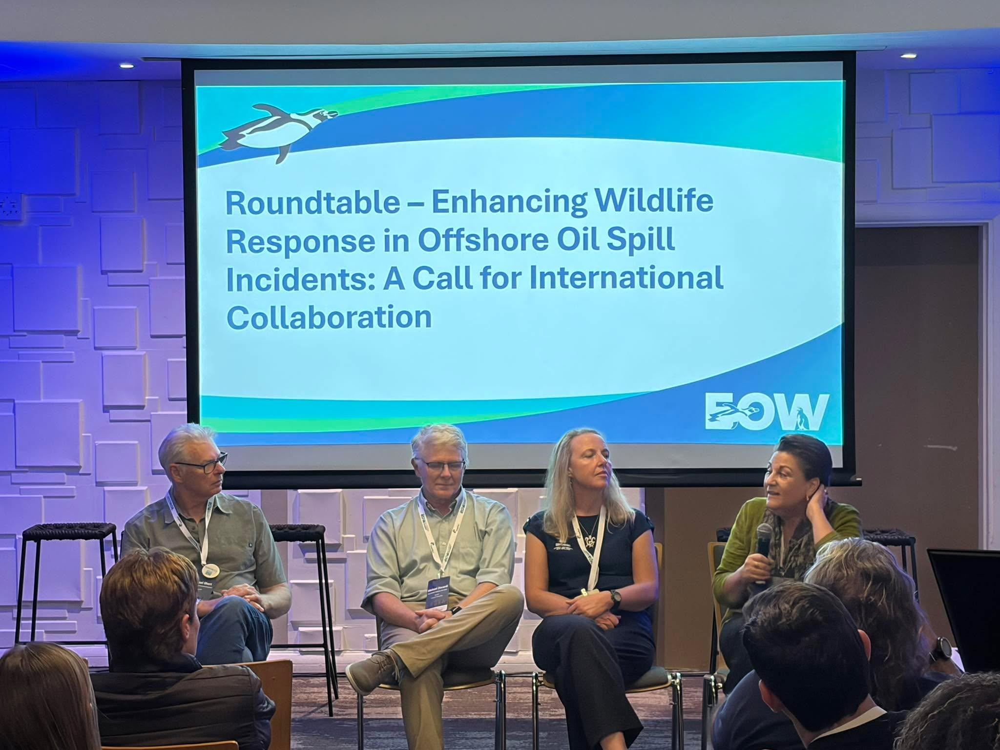 Roundtable – Enhancing Wildlife
Response in Offshore Oil Spill
Incidents: A Call for International
Collaboration
EOW